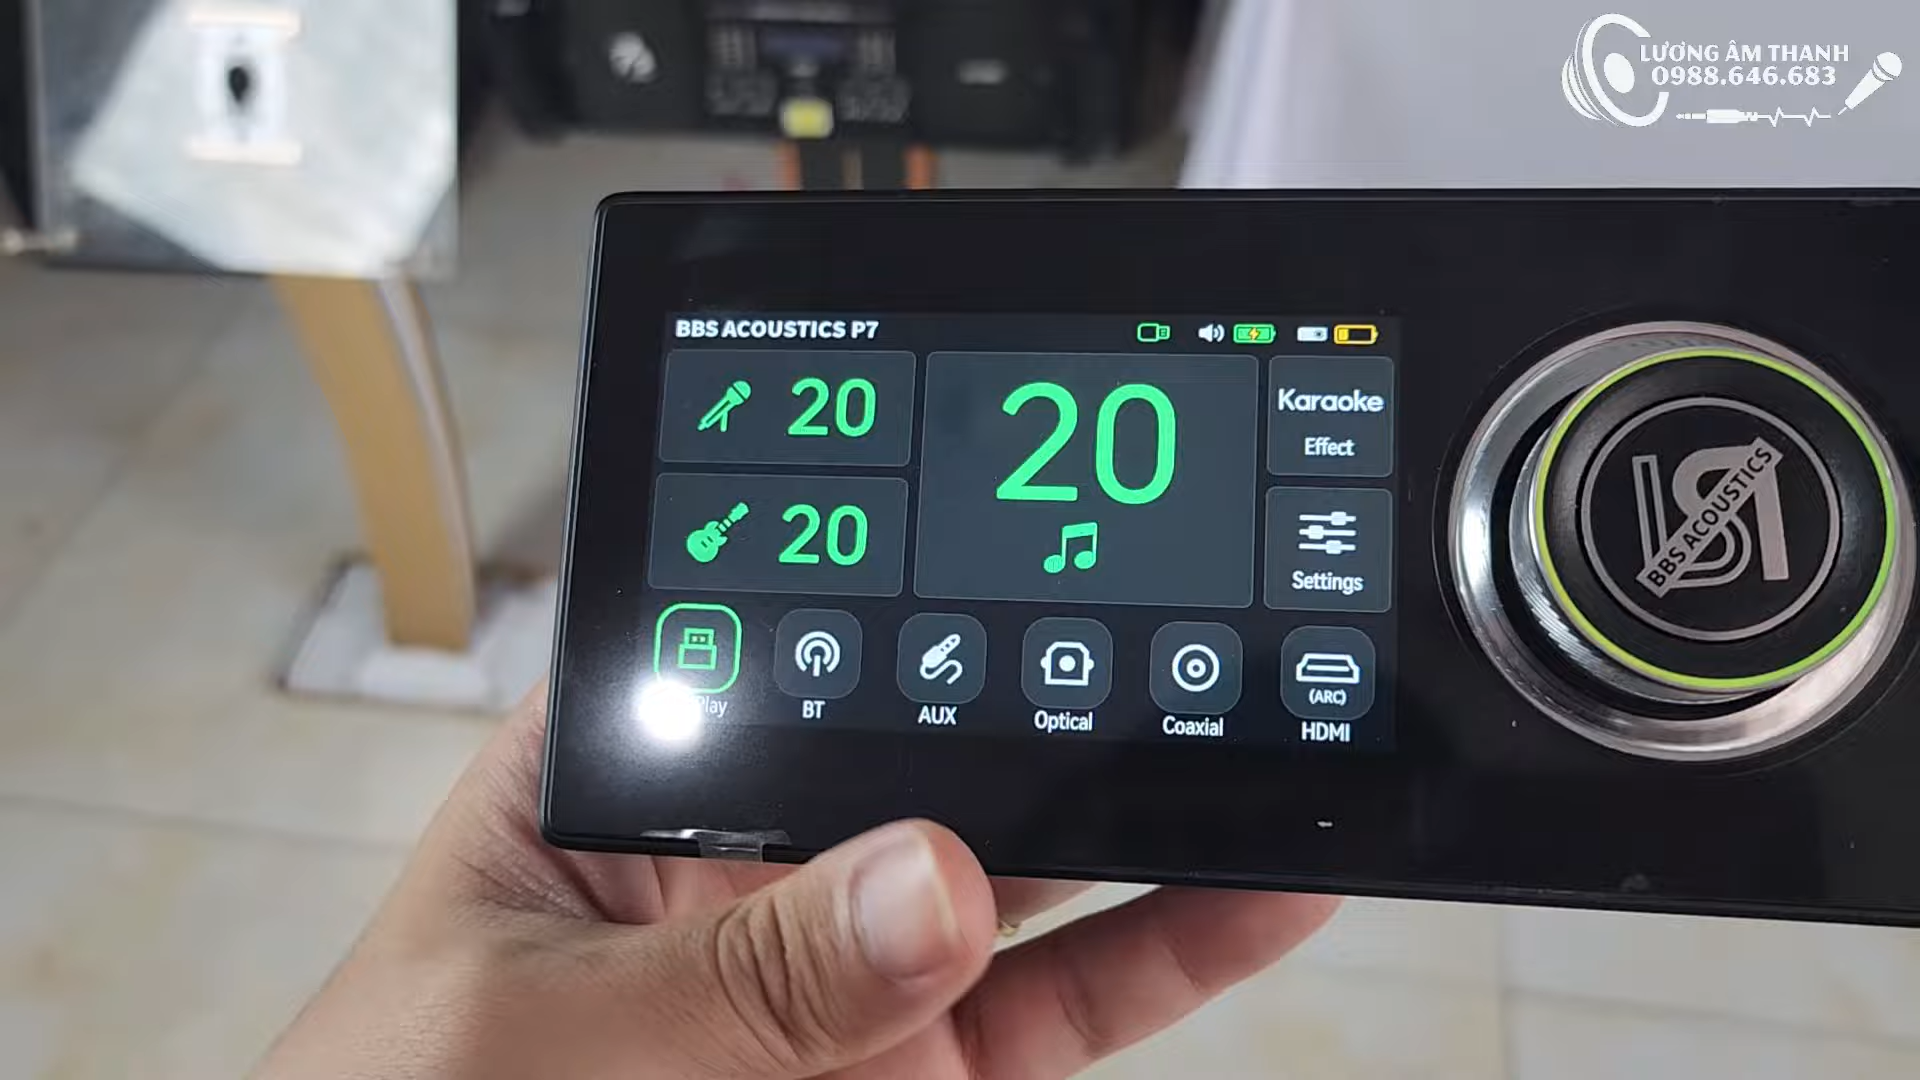 LƯƠNG ÂM THANH
0988.646.683
BBS ACOUSTICS P7
20
20
20
Karaoke
Effect
Settings
BT
AUX
Optical
Coaxial
(ARC)
HDMI
BBS ACOUSTICS